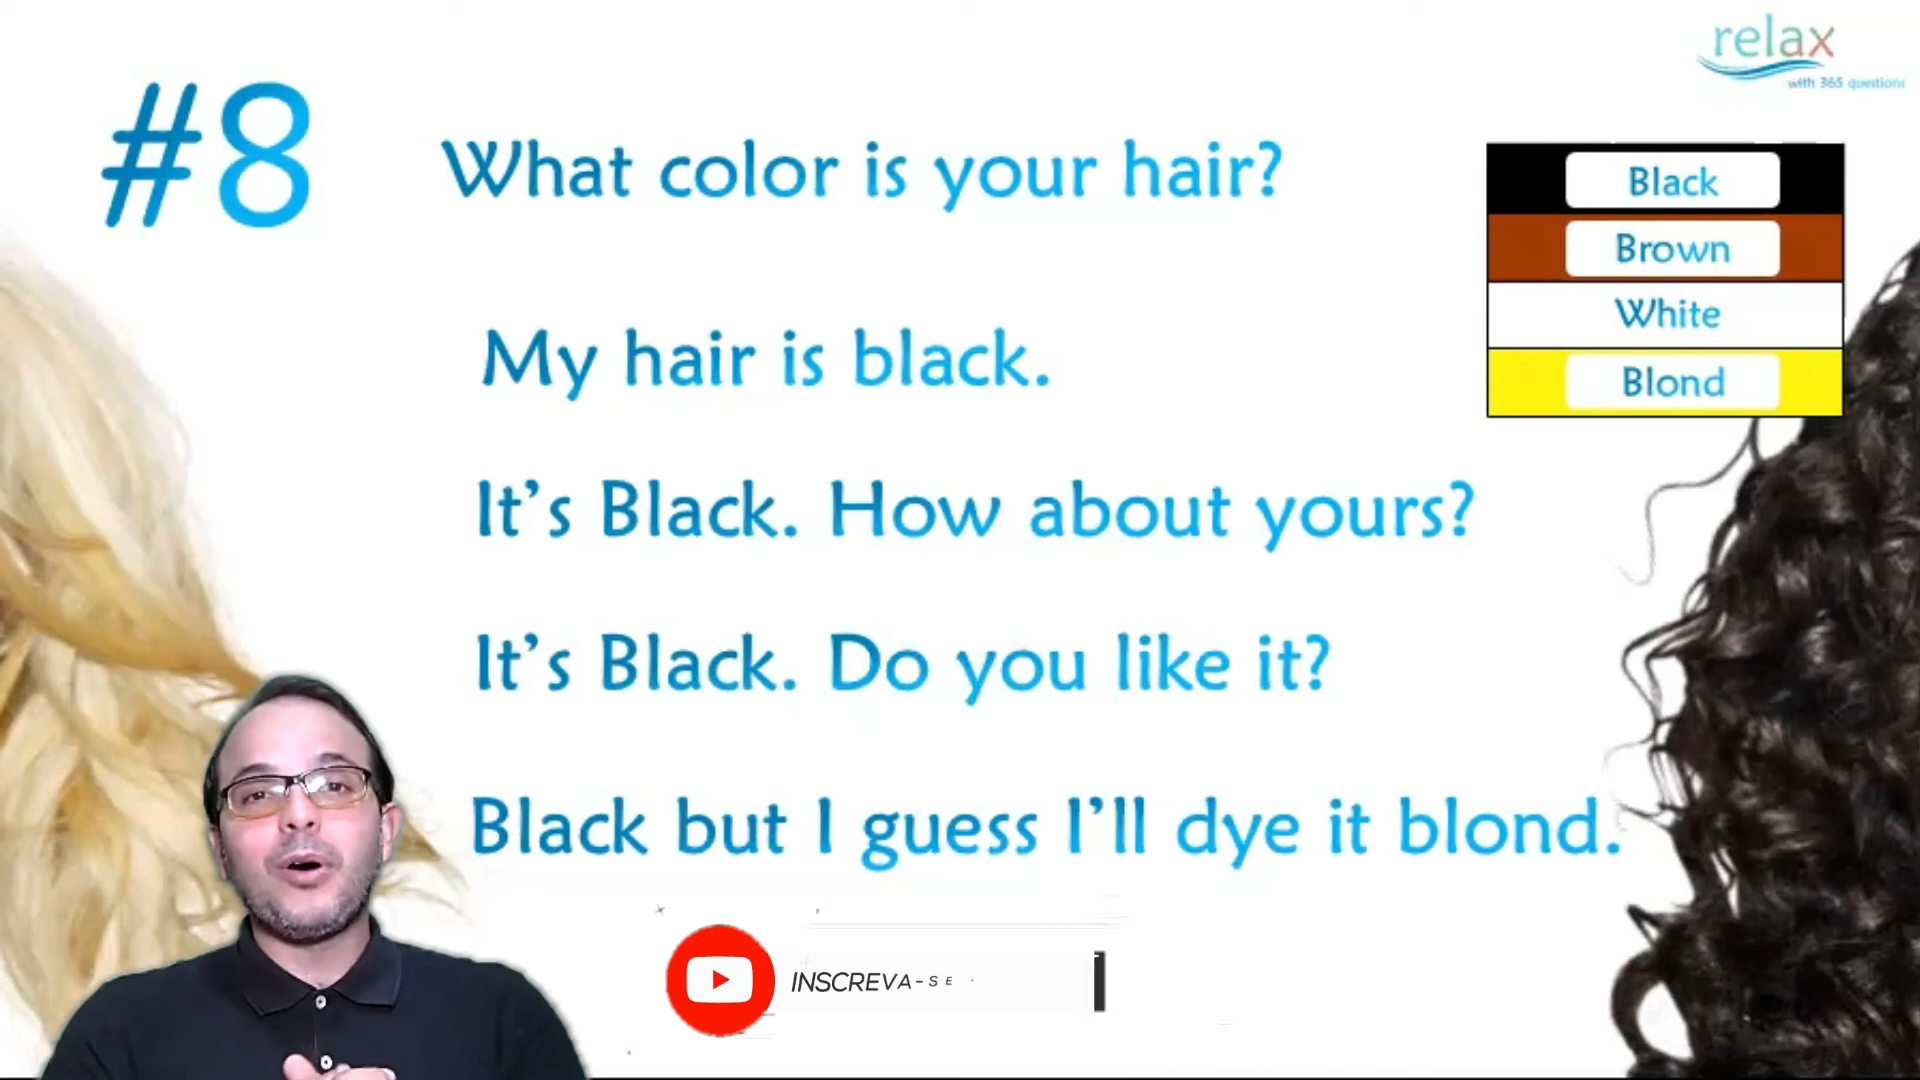 relax
with 365 questions
#8
What color is your hair?
Black
Brown
White
Blond
My hair is black.
It's Black. How about yours?
It's Black. Do you like it?
Black but I guess I'll dye it blond.
INSCREVA-SE